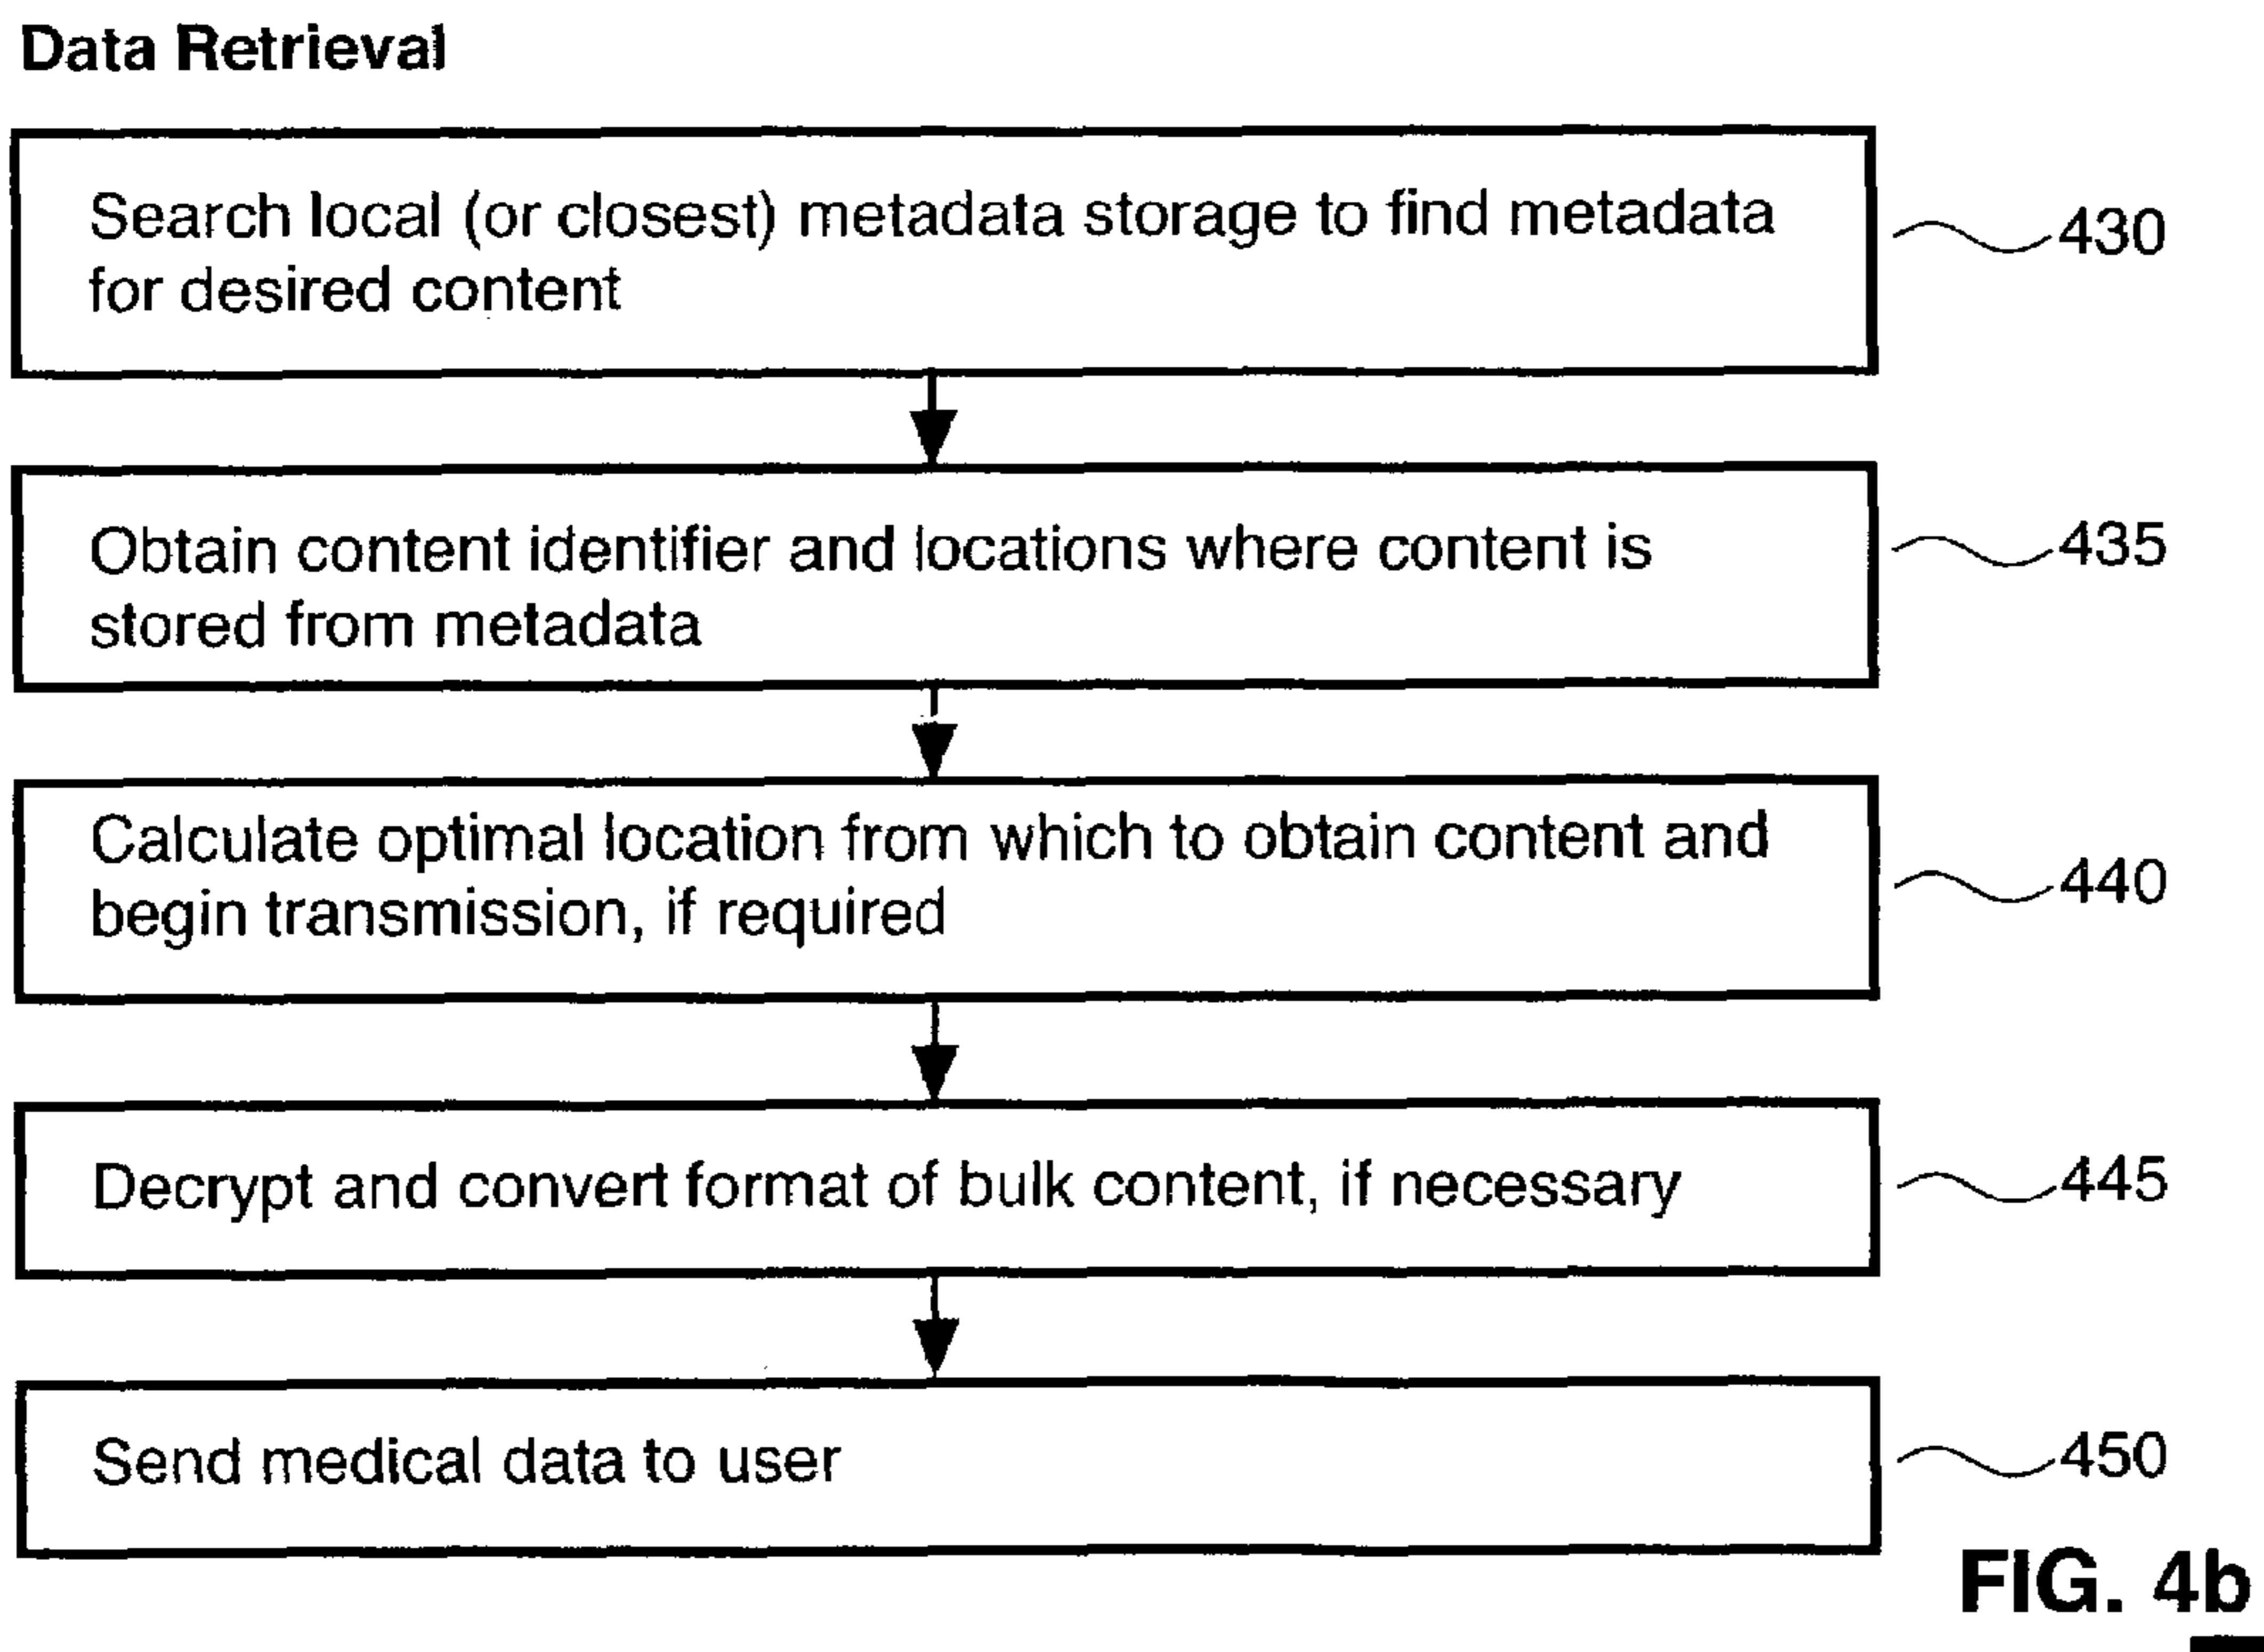 Data Retrieval
Search local (or closest) metadata storage to find metadata
for desired content
430
Obtain content identifier and locations where content is
stored from metadata
435
Calculate optimal location from which to obtain content and
begin transmission, if required
440
Decrypt and convert format of bulk content, if necessary
445
Send medical data to user
450
FIG. 4b